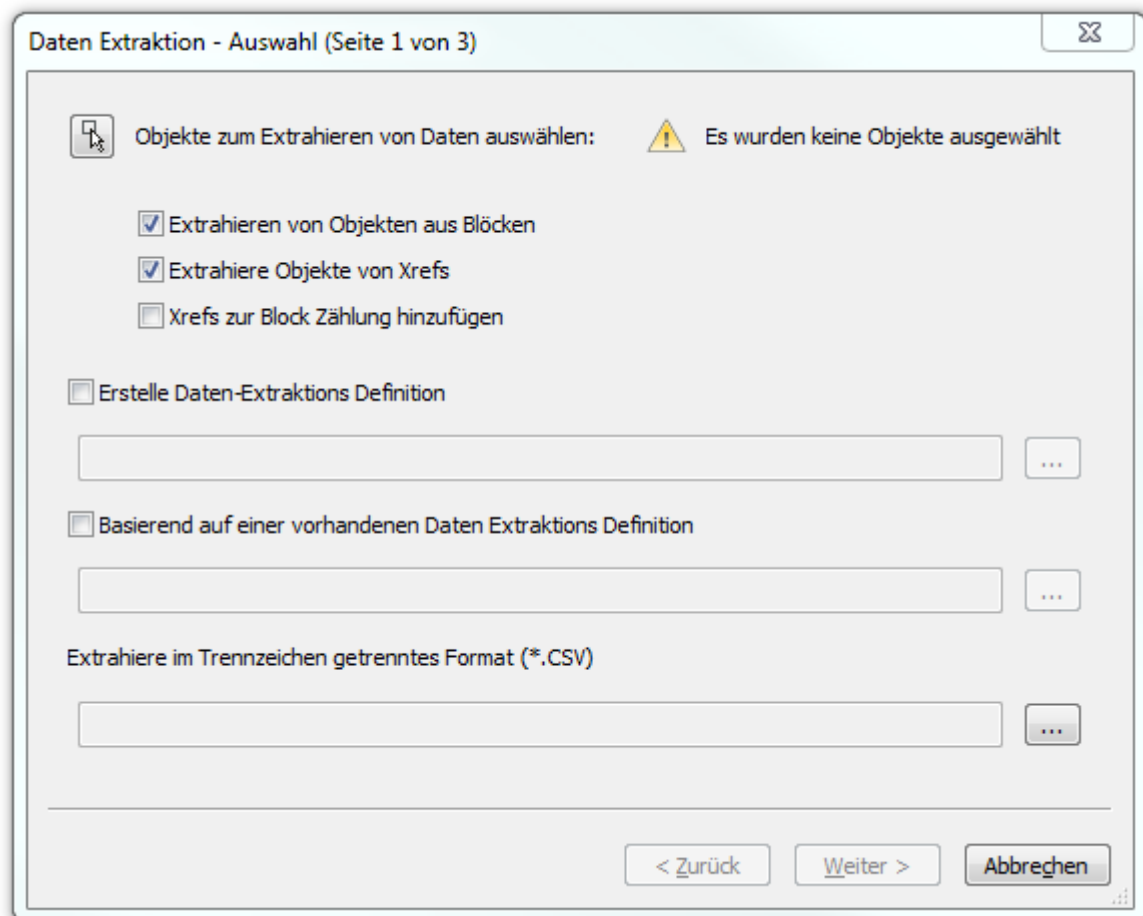 Daten Extraktion - Auswahl (Seite 1 von 3)
Objekte zum Extrahieren von Daten auswählen: Es wurden keine Objekte ausgewählt
Extrahieren von Objekten aus Blöcken
Extrahiere Objekte von Xrefs
Xrefs zur Block Zählung hinzufügen
Erstelle Daten-Extraktions Definition
...
Basierend auf einer vorhandenen Daten Extraktions Definition
...
Extrahiere im Trennzeichen getrenntes Format (*.CSV)
...
< Zurück Weiter > Abbrechen